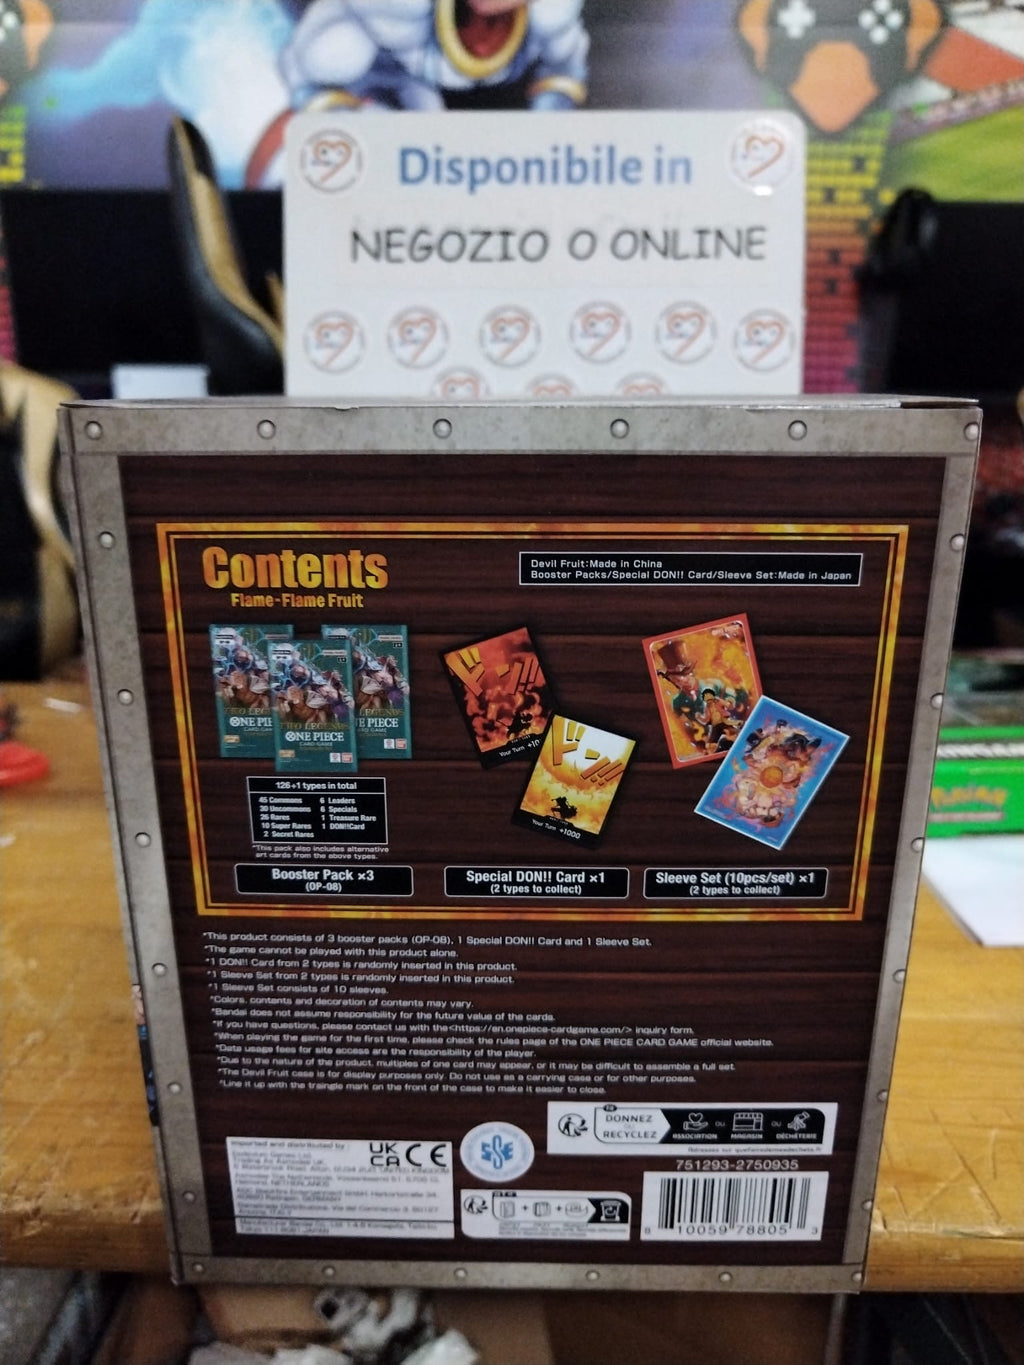 Disponibile in
NEGOZIO O ONLINE
Contents
Flame-Flame Fruit
Devil Fruit:Made in China
Booster Packs/Special DON!! Card/Sleeve Set:Made in Japan
TWO LEGENDS
ONE PIECE
CARD GAME
ドン!!
Your Turn +10
ドン!!
Your Turn +1000
126+1 types in total
45 Commons 6 Leaders
30 Uncommons 6 Specials
26 Rares 1 Treasure Rare
10 Super Rares 1 DON!!Card
2 Secret Rares
*This pack also includes alternative
art cards from the above types.
Booster Pack ×3
(OP-08)
Special DON!! Card ×1
(2 types to collect)
Sleeve Set (10pcs/set) ×1
(2 types to collect)
*This product consists of 3 booster packs (OP-08), 1 Special DON!! Card and 1 Sleeve Set.
*The game cannot be played with this product alone.
*1 DON!! Card from 2 types is randomly inserted in this product.
*1 Sleeve Set from 2 types is randomly inserted in this product.
*1 Sleeve Set consists of 10 sleeves.
*Colors, contents and decoration of contents may vary.
*Bandai does not assume responsibility for the future value of the cards.
*If you have questions, please contact us with the<https://en.onepiece-cardgame.com/> inquiry form.
*When playing the game for the first time, please check the rules page of the ONE PIECE CARD GAME official website.
*Data usage fees for site access are the responsibility of the player.
*Due to the nature of the product, multiples of one card may appear, or it may be difficult to assemble a full set.
*The Devil Fruit case is for display purposes only. Do not use as a carrying case or for other purposes.
*Line it up with the traingle mark on the front of the case to make it easier to close.
FR
DONNEZ
OU
RECYCLEZ
ASSOCIATION OU MAGASIN OU DÉCHÈTERIE
751293-2750935
Imported and distributed by
UK
CA CE
8 10059 78805 3